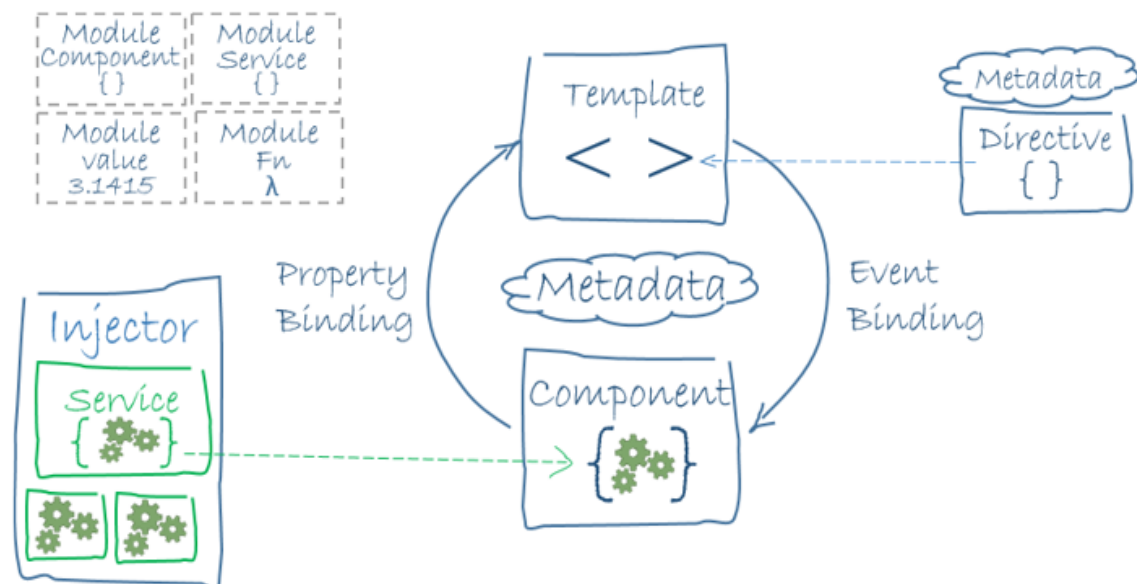 Module
Component
{ }
Module
Service
{ }
Module
value
3.1415
Module
Fn
λ
Template
< >
Metadata
Directive
{ }
Property
Binding
Metadata
Event
Binding
Injector
Service
{ }
Component
{ }